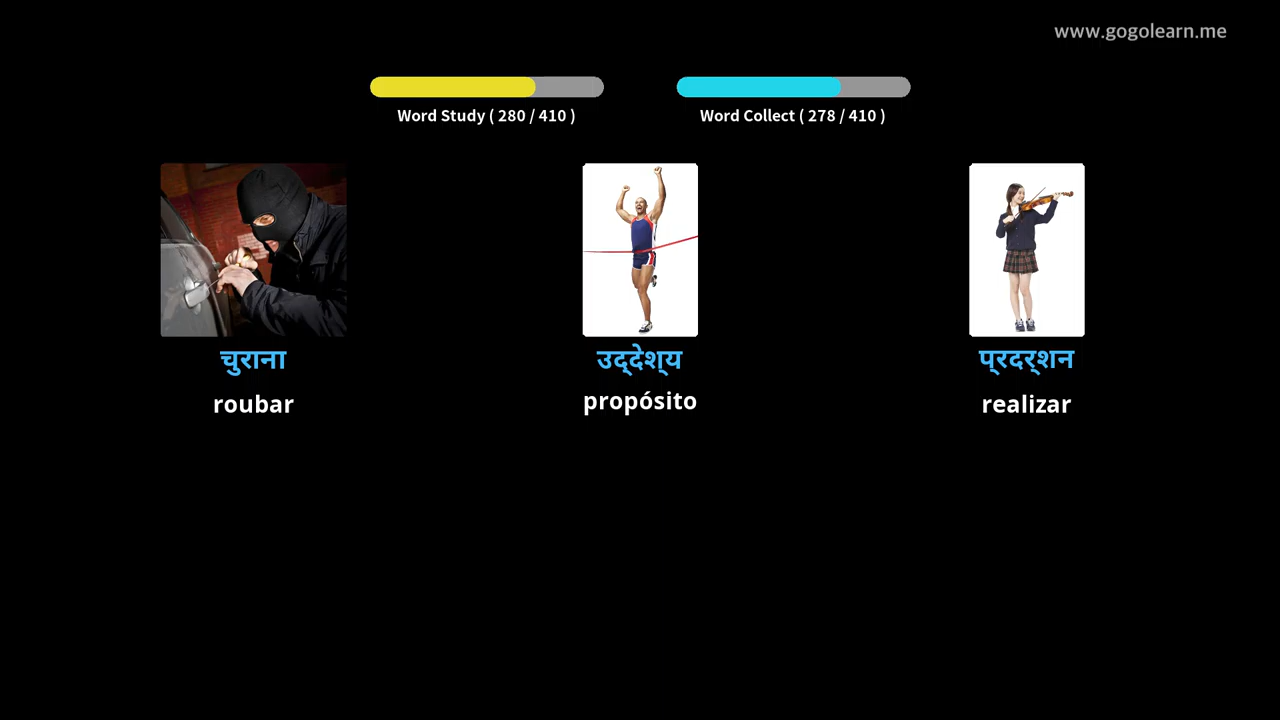 www.gogolearn.me
Word Study ( 280 / 410 )
Word Collect ( 278 / 410 )
चुराना
उद्‌देश्‌य
प्‌रदर्‌शन
roubar
propósito
realizar